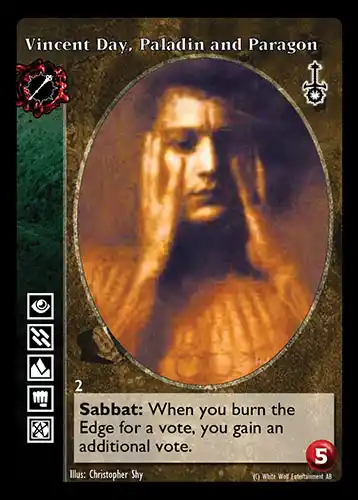 Vincent Day, Paladin and Paragon
2
Sabbat: When you burn the
Edge for a vote, you gain an
additional vote.
5
Illus: Christopher Shy
(C) White Wolf Entertainment AB